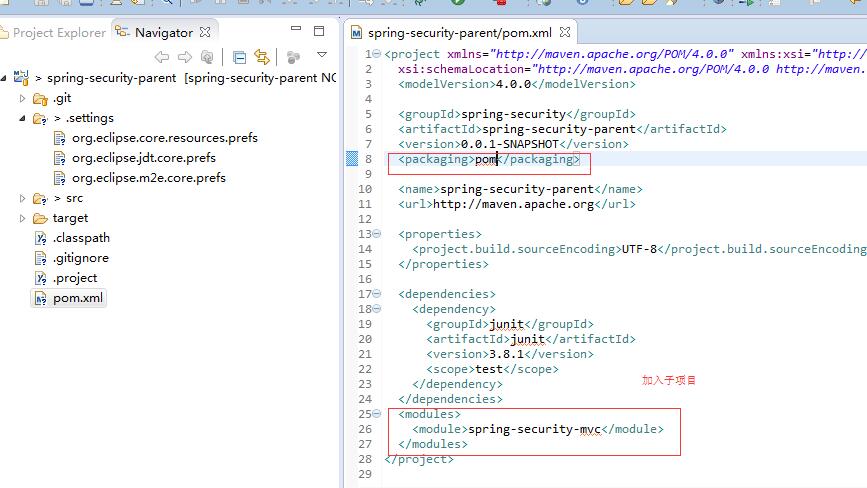 Project Explorer
Navigator
> spring-security-parent [spring-security-parent NO
.git
> .settings
org.eclipse.core.resources.prefs
org.eclipse.jdt.core.prefs
org.eclipse.m2e.core.prefs
> src
target
.classpath
.gitignore
.project
pom.xml
spring-security-parent/pom.xml
1 <project xmlns="http://maven.apache.org/POM/4.0.0" xmlns:xsi="http:/
2 xsi:schemaLocation="http://maven.apache.org/POM/4.0.0 http://maven.
3 <modelVersion>4.0.0</modelVersion>
4
5 <groupId>spring-security</groupId>
6 <artifactId>spring-security-parent</artifactId>
7 <version>0.0.1-SNAPSHOT</version>
8 <packaging>pom</packaging>
9
10 <name>spring-security-parent</name>
11 <url>http://maven.apache.org</url>
12
13 <properties>
14 <project.build.sourceEncoding>UTF-8</project.build.sourceEncoding
15 </properties>
16
17 <dependencies>
18 <dependency>
19 <groupId>junit</groupId>
20 <artifactId>junit</artifactId>
21 <version>3.8.1</version>
22 <scope>test</scope>
23 </dependency>
加入子项目
24 </dependencies>
25 <modules>
26 <module>spring-security-mvc</module>
27 </modules>
28 </project>
29